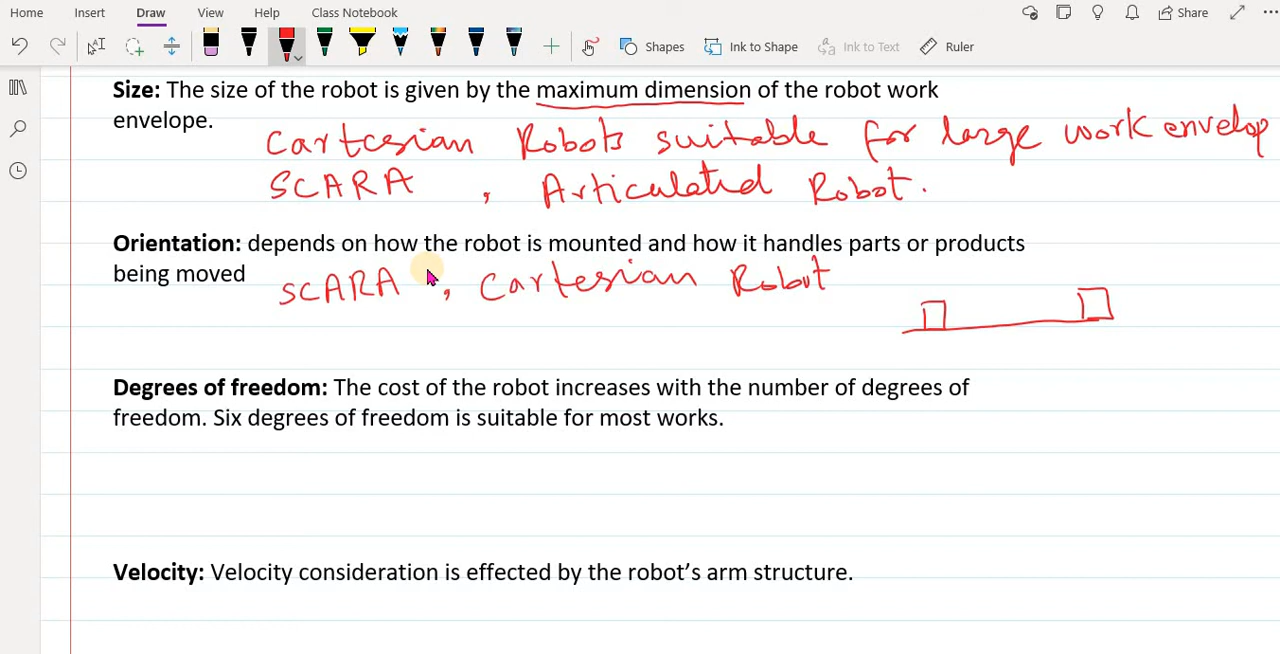 Home Insert Draw View Help Class Notebook Share
Shapes Ink to Shape Ink to Text Ruler
Size: The size of the robot is given by the maximum dimension of the robot work
envelope.
Cartesian Robots suitable for large work envelop
SCARA , Articulated Robot.
Orientation: depends on how the robot is mounted and how it handles parts or products
being moved
SCARA , Cartesian Robot
Degrees of freedom: The cost of the robot increases with the number of degrees of
freedom. Six degrees of freedom is suitable for most works.
Velocity: Velocity consideration is effected by the robot’s arm structure.